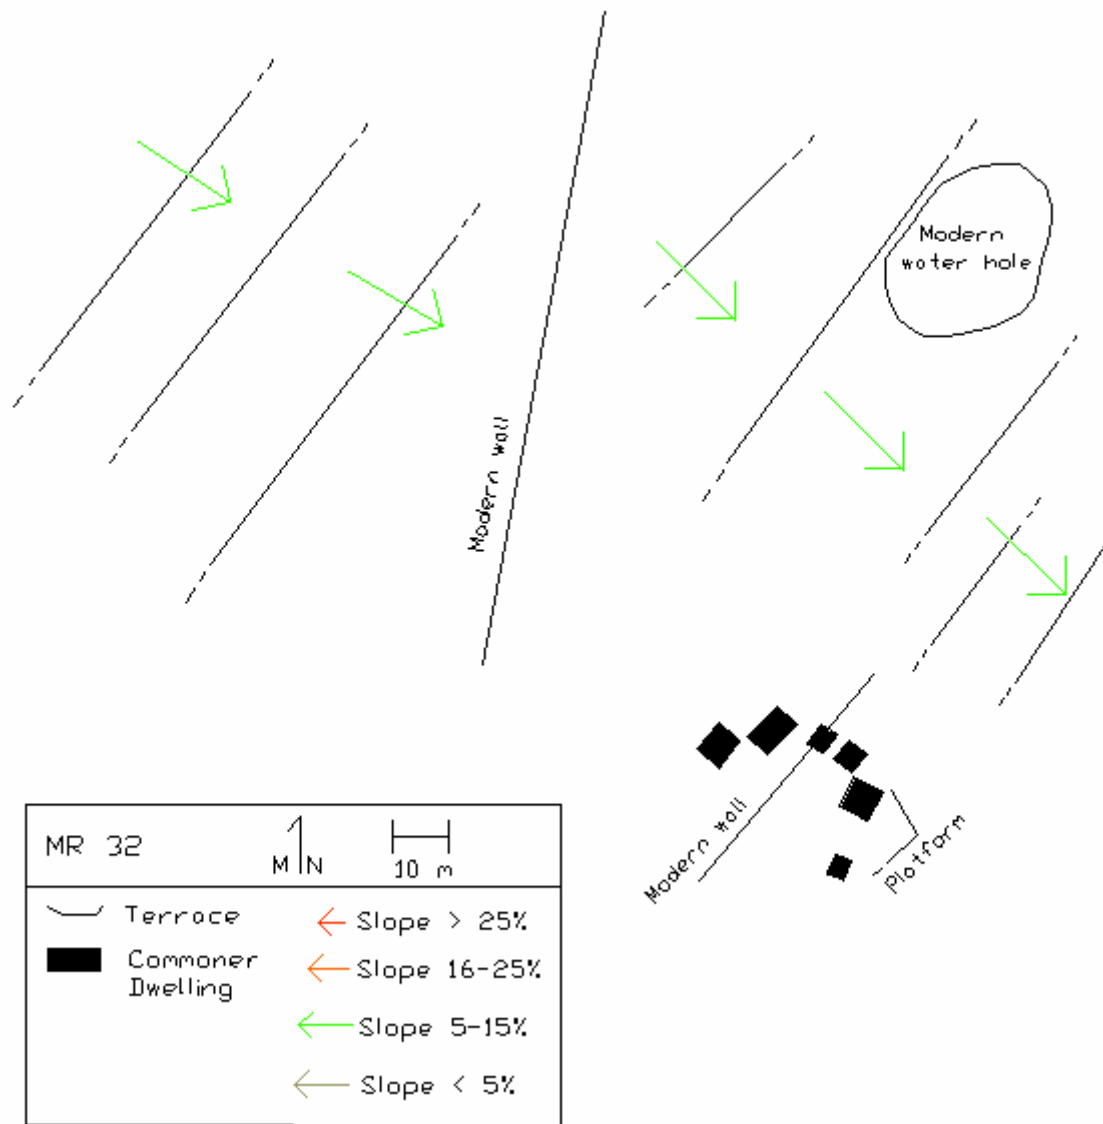 Modern
water hole
Modern wall
Modern wall
Platform
MR 32
M N
10 m
Terrace
Commoner
Dwelling
Slope > 25%
Slope 16-25%
Slope 5-15%
Slope < 5%